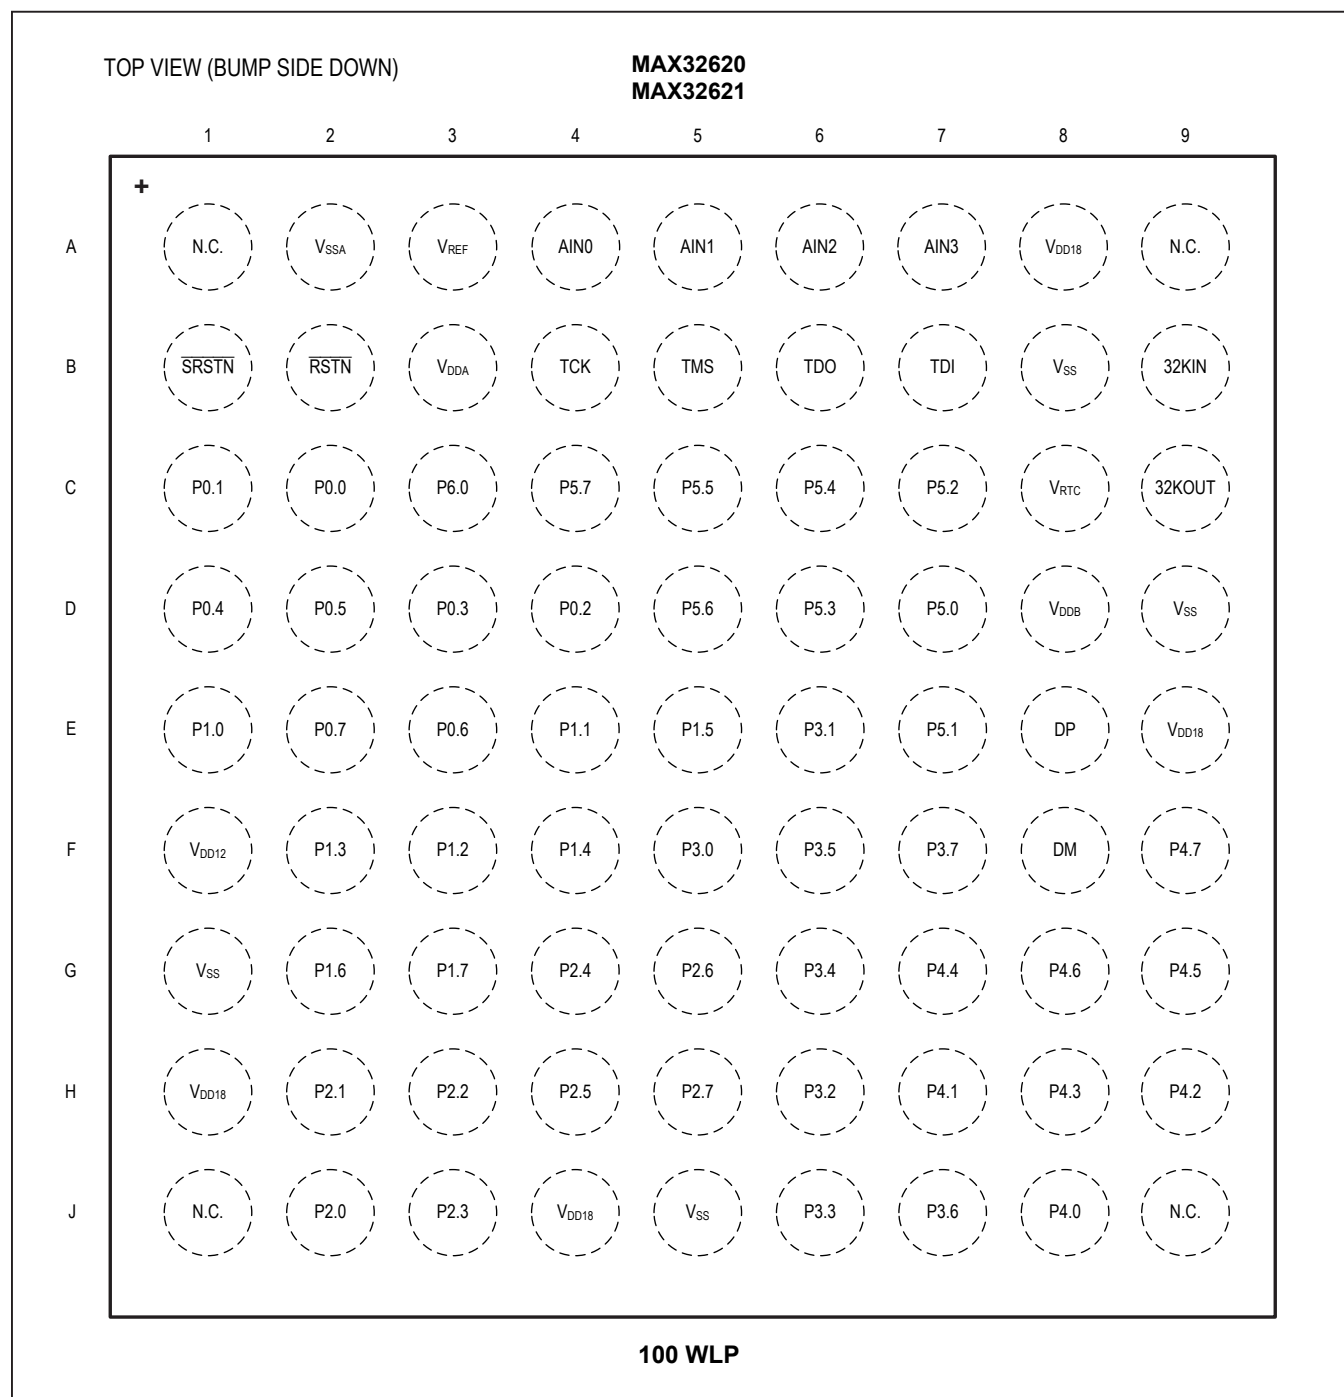 TOP VIEW (BUMP SIDE DOWN)
MAX32620
MAX32621
1 2 3 4 5 6 7 8 9
+
A N.C. VSSA VREF AIN0 AIN1 AIN2 AIN3 VDD18 N.C.
B SRSTN RSTN VDDA TCK TMS TDO TDI VSS 32KIN
C P0.1 P0.0 P6.0 P5.7 P5.5 P5.4 P5.2 VRTC 32KOUT
D P0.4 P0.5 P0.3 P0.2 P5.6 P5.3 P5.0 VDDB VSS
E P1.0 P0.7 P0.6 P1.1 P1.5 P3.1 P5.1 DP VDD18
F VDD12 P1.3 P1.2 P1.4 P3.0 P3.5 P3.7 DM P4.7
G VSS P1.6 P1.7 P2.4 P2.6 P3.4 P4.4 P4.6 P4.5
H VDD18 P2.1 P2.2 P2.5 P2.7 P3.2 P4.1 P4.3 P4.2
J N.C. P2.0 P2.3 VDD18 VSS P3.3 P3.6 P4.0 N.C.
100 WLP